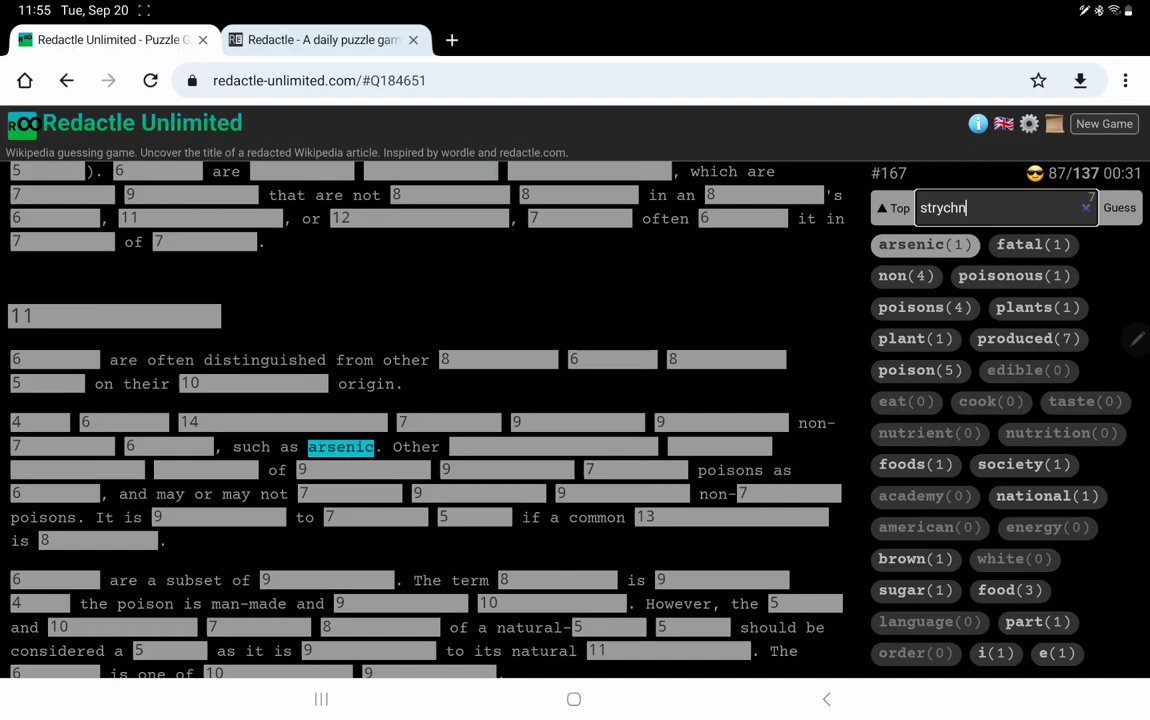 11:55 Tue, Sep 20
Redactle Unlimited - Puzzle G
Redactle - A daily puzzle gam
redactle-unlimited.com/#Q184651
Redactle Unlimited
New Game
Wikipedia guessing game. Uncover the title of a redacted Wikipedia article. Inspired by wordle and redactle.com.
#167 87/137 00:31
▲ Top strychn 7 Guess
5 ). 6 are , which are
7 9 that are not 8 8 in an 8 's
6 , 11 , or 12 , 7 often 6 it in
7 of 7 .
11
6 are often distinguished from other 8 6 8
5 on their 10 origin.
4 6 14 7 9 9 non-
7 6 , such as arsenic. Other
of 9 9 7 poisons as
6 , and may or may not 7 9 9 non-7
poisons. It is 9 to 7 5 if a common 13
is 8 .
6 are a subset of 9 . The term 8 is 9
4 the poison is man-made and 9 10 . However, the 5
and 10 7 8 of a natural-5 5 should be
considered a 5 as it is 9 to its natural 11 . The
6 is one of 10 9 .
arsenic(1) fatal(1)
non(4) poisonous(1)
poisons(4) plants(1)
plant(1) produced(7)
poison(5) edible(0)
eat(0) cook(0) taste(0)
nutrient(0) nutrition(0)
foods(1) society(1)
academy(0) national(1)
american(0) energy(0)
brown(1) white(0)
sugar(1) food(3)
language(0) part(1)
order(0) i(1) e(1)